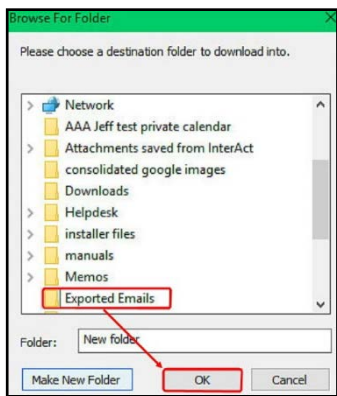 Browse For Folder
Please choose a destination folder to download into.
Network
AAA Jeff test private calendar
Attachments saved from InterAct
consolidated google images
Downloads
Helpdesk
installer files
manuals
Memos
Exported Emails
Folder: New folder
Make New Folder OK Cancel